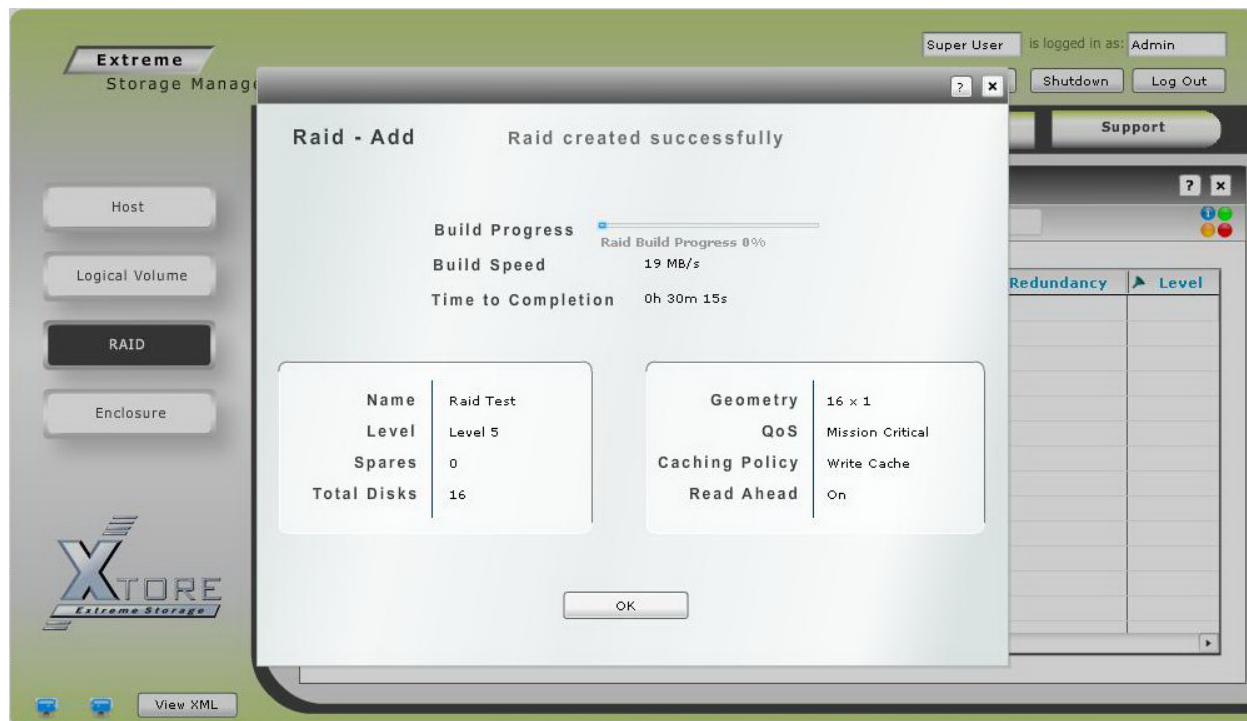 Extreme
Storage Manag
Super User is logged in as: Admin
Shutdown Log Out
Support
? x
? x
Raid - Add Raid created successfully
Host
Logical Volume
RAID
Enclosure
Build Progress
Raid Build Progress 0%
Build Speed 19 MB/s
Time to Completion 0h 30m 15s
Redundancy Level
Name Raid Test
Level Level 5
Spares 0
Total Disks 16
Geometry 16 x 1
QoS Mission Critical
Caching Policy Write Cache
Read Ahead On
OK
XTORE
Extreme Storage
View XML